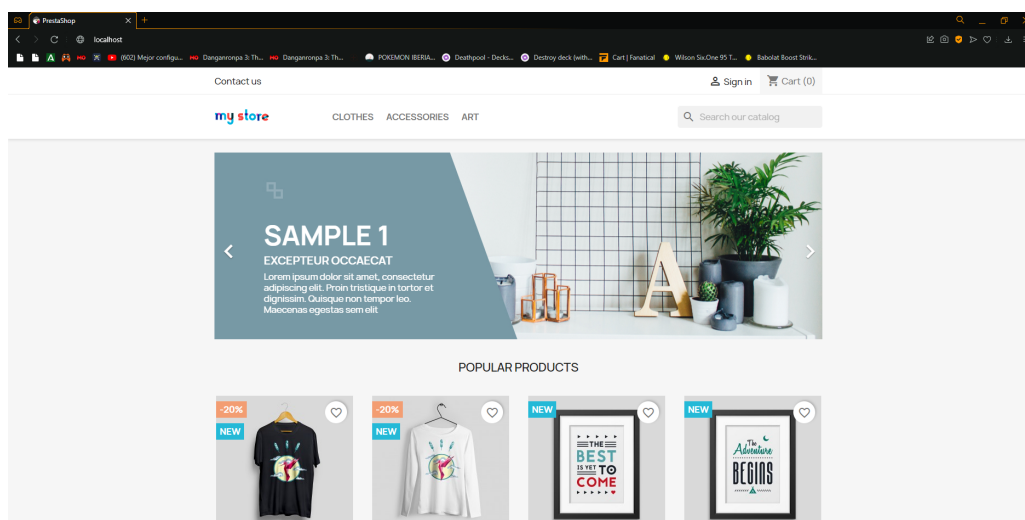 PrestaShop
localhost
(602) Mejor configu... Danganronpa 3: Th... Danganronpa 3: Th... POKEMON IBERIA... Deathpool - Decks... Destroy deck (with... Cart | Fanatical Wilson Six.One 95 T... Babolat Boost Strik...
Contact us Sign in Cart (0)
my store CLOTHES ACCESSORIES ART Search our catalog
SAMPLE 1
EXCEPTEUR OCCAECAT
Lorem ipsum dolor sit amet, consectetur
adipiscing elit. Proin tristique in tortor et
dignissim. Quisque non tempor leo.
Maecenas egestas sem elit
A
POPULAR PRODUCTS
-20%
NEW
-20%
NEW
NEW
THE
BEST
IS YET TO
COME
NEW
The
Adventure
BEGINS